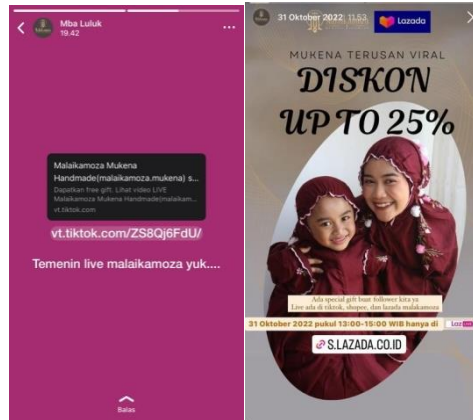 Mba Luluk
19.42
Malaikamoza Mukena
Handmade(malaikamoza.mukena) s...
Dapatkan free gift. Lihat video LIVE
Malaikamoza Mukena Handmade(malaikam...
vt.tiktok.com
vt.tiktok.com/ZS8Qj6FdU/
Temenin live malaikamoza yuk....
Balas
31 Oktober 2022 11.53
Lazada
MUKENA TERUSAN VIRAL
DISKON
UP TO 25%
Ada special gift buat follower kita ya
Live ada di tiktok, shopee, dan lazada malakamoza
31 Oktober 2022 pukul 13:00-15:00 WIB hanya di
S.LAZADA.CO.ID